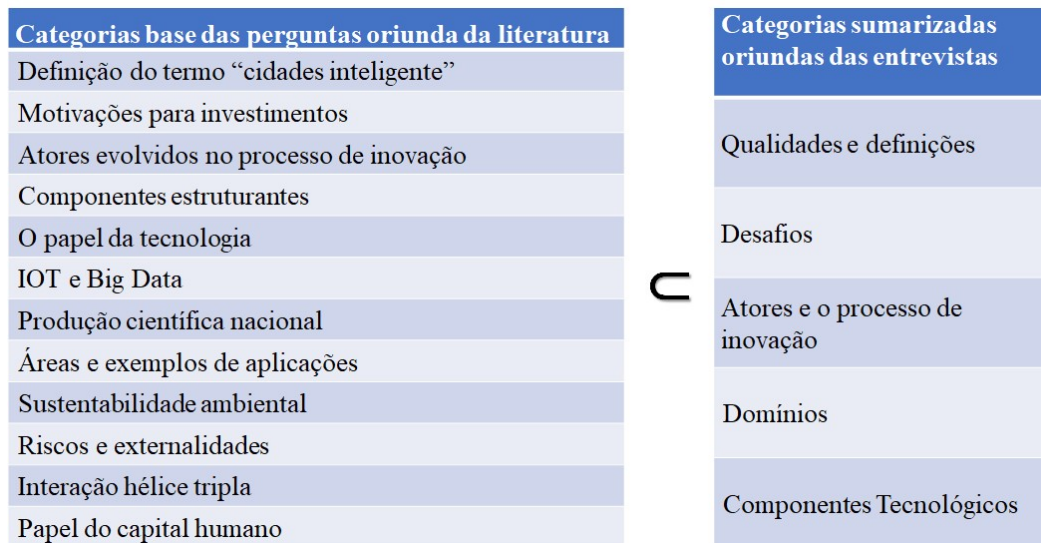 Categorias base das perguntas oriunda da literatura
Definição do termo “cidades inteligente”
Motivações para investimentos
Atores evolvidos no processo de inovação
Componentes estruturantes
O papel da tecnologia
IOT e Big Data
Produção científica nacional
Áreas e exemplos de aplicações
Sustentabilidade ambiental
Riscos e externalidades
Interação hélice tripla
Papel do capital humano
⊂
Categorias sumarizadas
oriundas das entrevistas
Qualidades e definições
Desafios
Atores e o processo de
inovação
Domínios
Componentes Tecnológicos